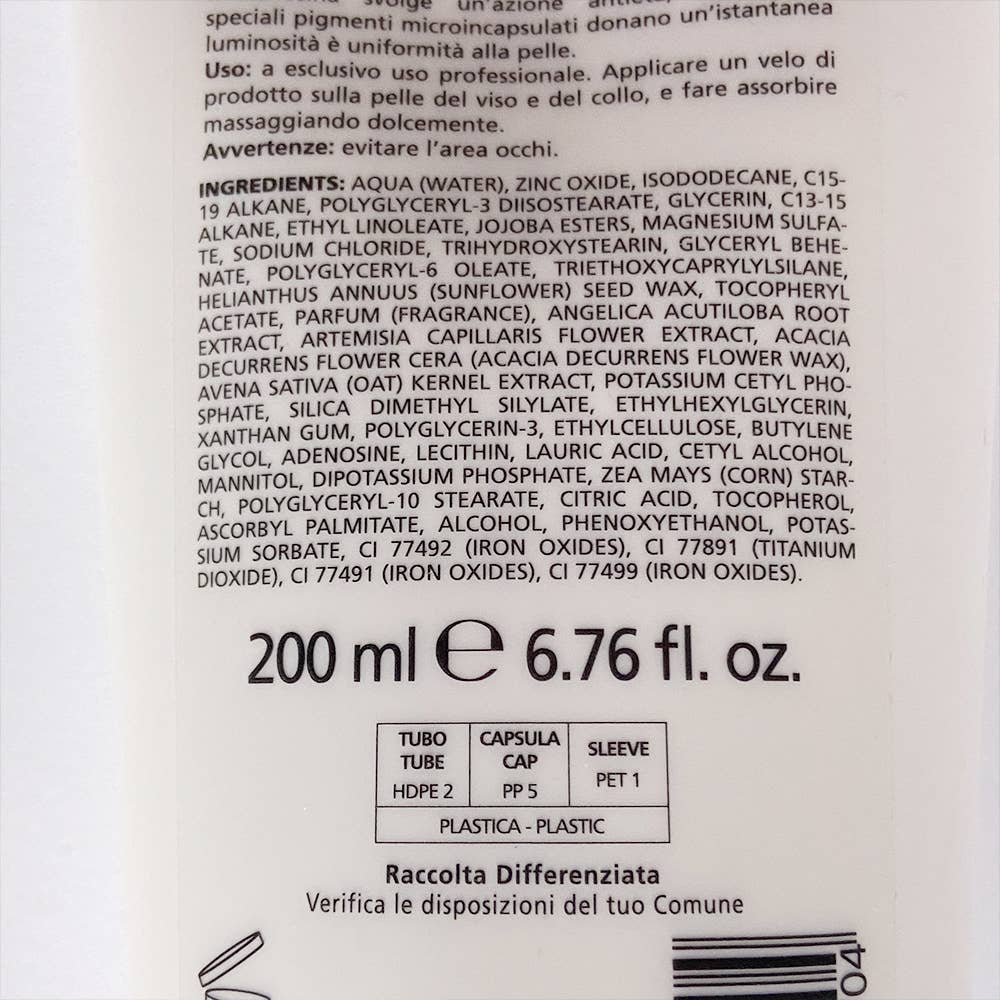 svolge un'azione
speciali pigmenti microincapsulati donano un'istantanea
luminosità è uniformità alla pelle.
Uso: a esclusivo uso professionale. Applicare un velo di
prodotto sulla pelle del viso e del collo, e fare assorbire
massaggiando dolcemente.
Avvertenze: evitare l'area occhi.
INGREDIENTS: AQUA (WATER), ZINC OXIDE, ISODODECANE, C15-
19 ALKANE, POLYGLYCERYL-3 DIISOSTEARATE, GLYCERIN, C13-15
ALKANE, ETHYL LINOLEATE, JOJOBA ESTERS, MAGNESIUM SULFA-
TE, SODIUM CHLORIDE, TRIHYDROXYSTEARIN, GLYCERYL BEHE-
NATE, POLYGLYCERYL-6 OLEATE, TRIETHOXYCAPRYLYLSILANE,
HELIANTHUS ANNUUS (SUNFLOWER) SEED WAX, TOCOPHERYL
ACETATE, PARFUM (FRAGRANCE), ANGELICA ACUTILOBA ROOT
EXTRACT, ARTEMISIA CAPILLARIS FLOWER EXTRACT, ACACIA
DECURRENS FLOWER CERA (ACACIA DECURRENS FLOWER WAX),
AVENA SATIVA (OAT) KERNEL EXTRACT, POTASSIUM CETYL PHO-
SPHATE, SILICA DIMETHYL SILYLATE, ETHYLHEXYLGLYCERIN,
XANTHAN GUM, POLYGLYCERIN-3, ETHYLCELLULOSE, BUTYLENE
GLYCOL, ADENOSINE, LECITHIN, LAURIC ACID, CETYL ALCOHOL,
MANNITOL, DIPOTASSIUM PHOSPHATE, ZEA MAYS (CORN) STAR-
CH, POLYGLYCERYL-10 STEARATE, CITRIC ACID, TOCOPHEROL,
ASCORBYL PALMITATE, ALCOHOL, PHENOXYETHANOL, POTAS-
SIUM SORBATE, CI 77492 (IRON OXIDES), CI 77891 (TITANIUM
DIOXIDE), CI 77491 (IRON OXIDES), CI 77499 (IRON OXIDES).
200 ml ℮ 6.76 fl. oz.
TUBO CAPSULA SLEEVE
TUBE CAP
HDPE 2 PP 5 PET 1
PLASTICA - PLASTIC
Raccolta Differenziata
Verifica le disposizioni del tuo Comune
04